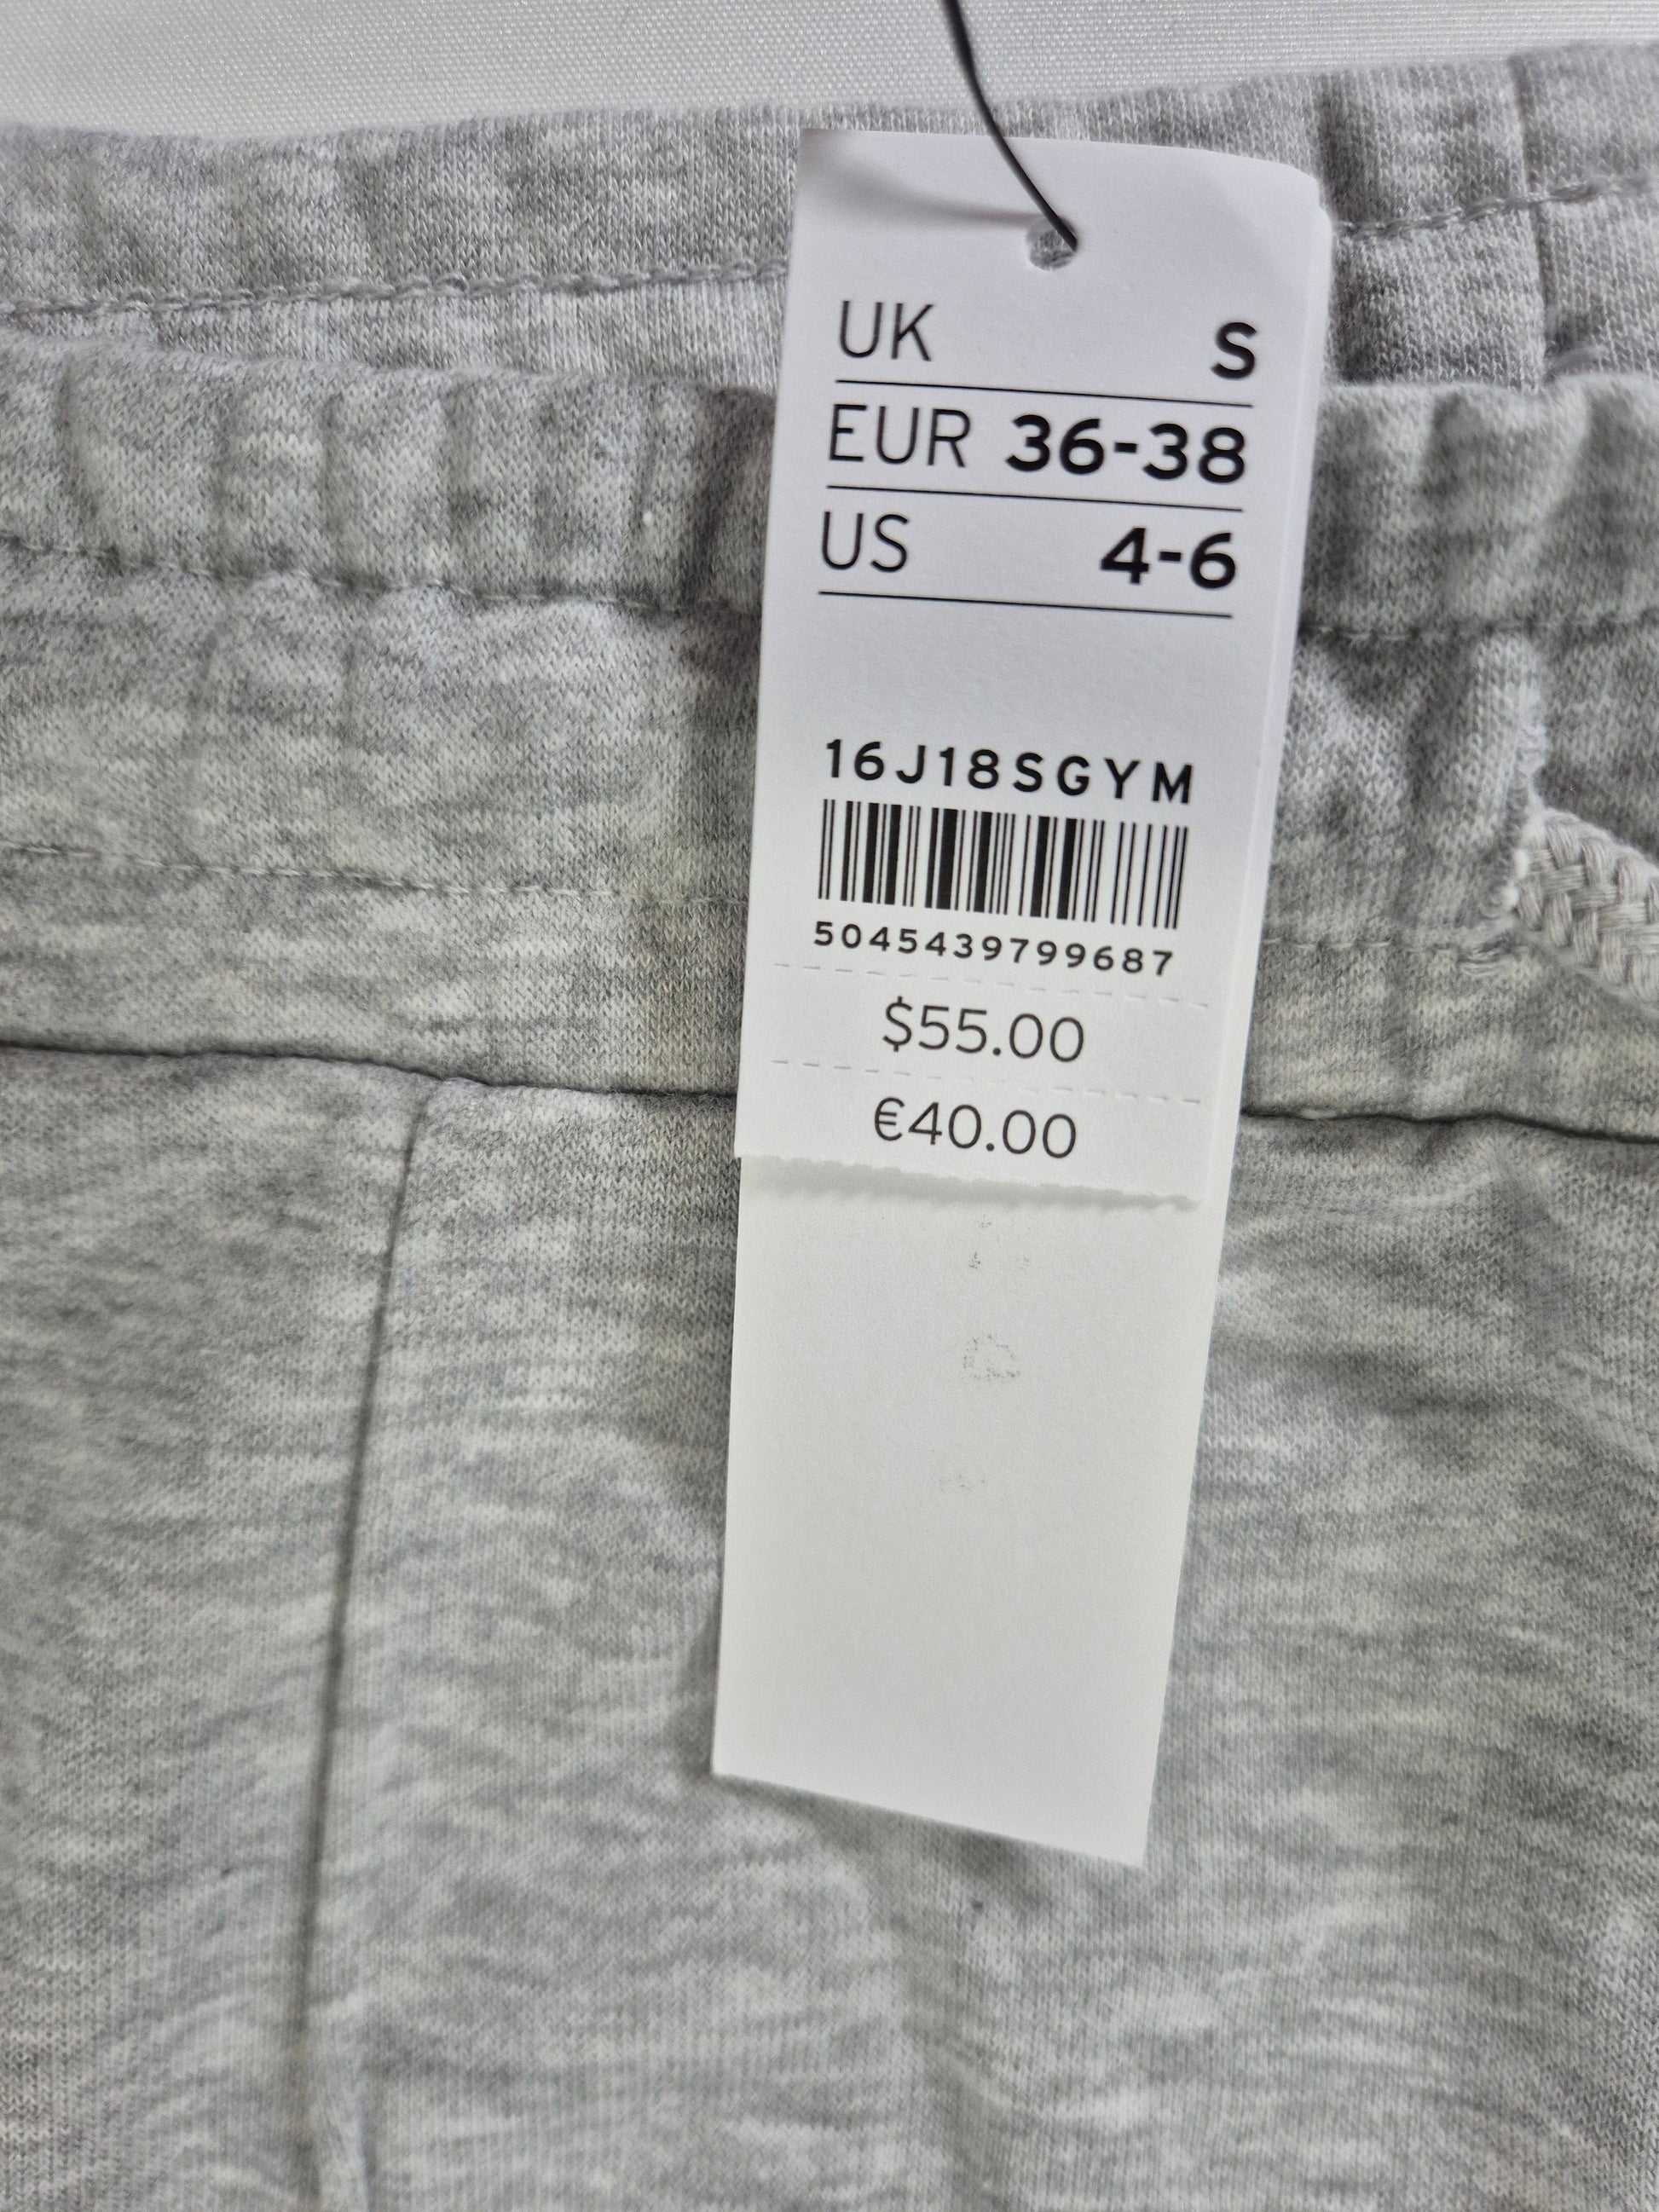 UK S
EUR 36-38
US 4-6
16J18SGYM
5045439799687
$55.00
€40.00